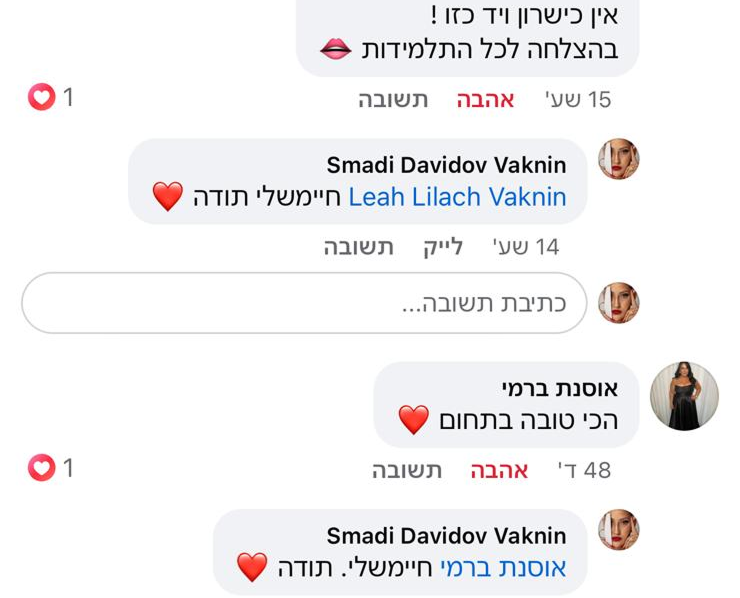 אין כישרון ויד כזו !
בהצלחה לכל התלמידות 🫦
15 שע' אהבה תשובה 1
Smadi Davidov Vaknin
Leah Lilach Vaknin חיימשלי תודה ❤️
14 שע' לייק תשובה
כתיבת תשובה...
אוסנת ברמי
הכי טובה בתחום ❤️
48 ד' אהבה תשובה 1
Smadi Davidov Vaknin
אוסנת ברמי חיימשלי. תודה ❤️